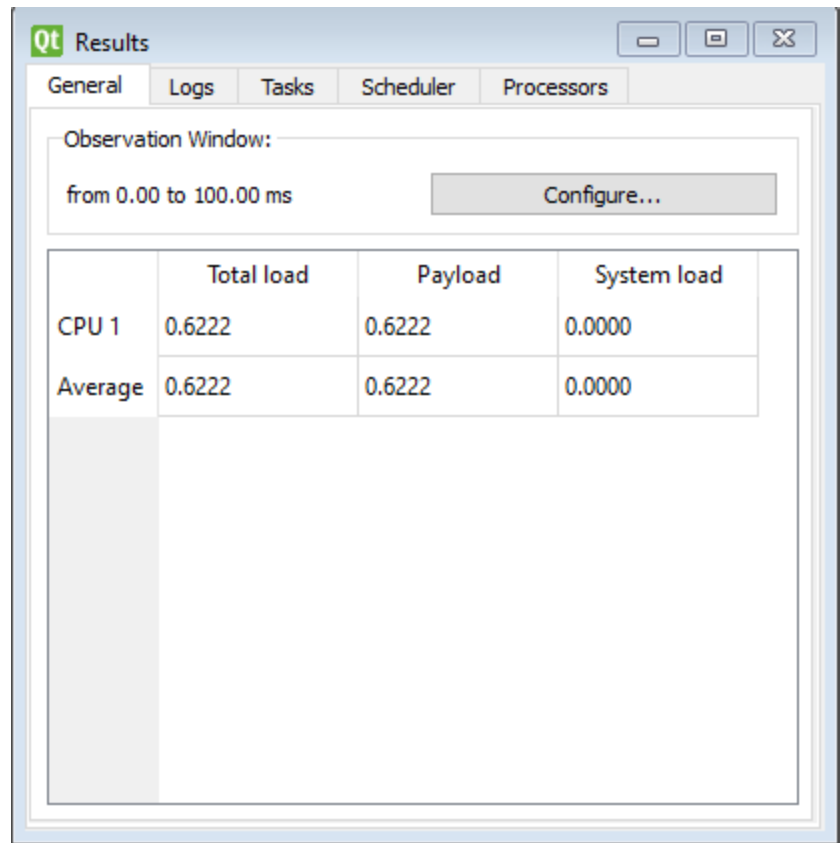 Qt Results
General Logs Tasks Scheduler Processors
Observation Window:
from 0.00 to 100.00 ms Configure...
Total load Payload System load
CPU 1 0.6222 0.6222 0.0000
Average 0.6222 0.6222 0.0000